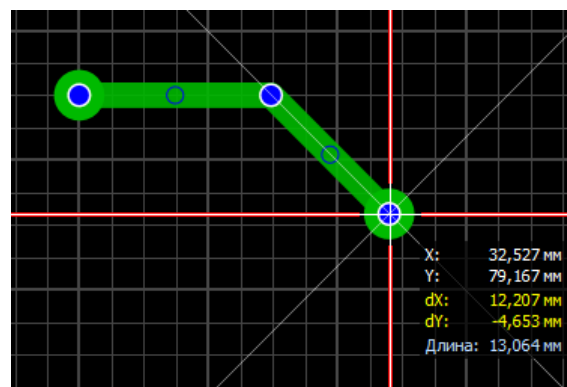 X: 32,527 мм
Y: 79,167 мм
dX: 12,207 мм
dY: -4,653 мм
Длина: 13,064 мм